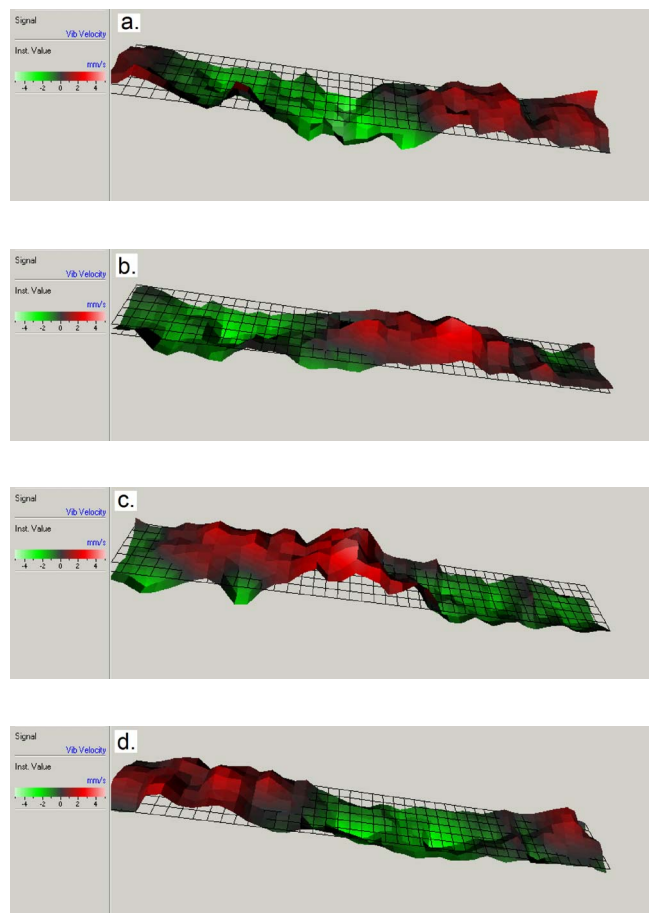 Signal
a.
Vib Velocity
Inst. Value
mm/s
-4 -2 0 2 4
Signal
b.
Vib Velocity
Inst. Value
mm/s
-4 -2 0 2 4
Signal
c.
Vib Velocity
Inst. Value
mm/s
-4 -2 0 2 4
Signal
d.
Vib Velocity
Inst. Value
mm/s
-4 -2 0 2 4